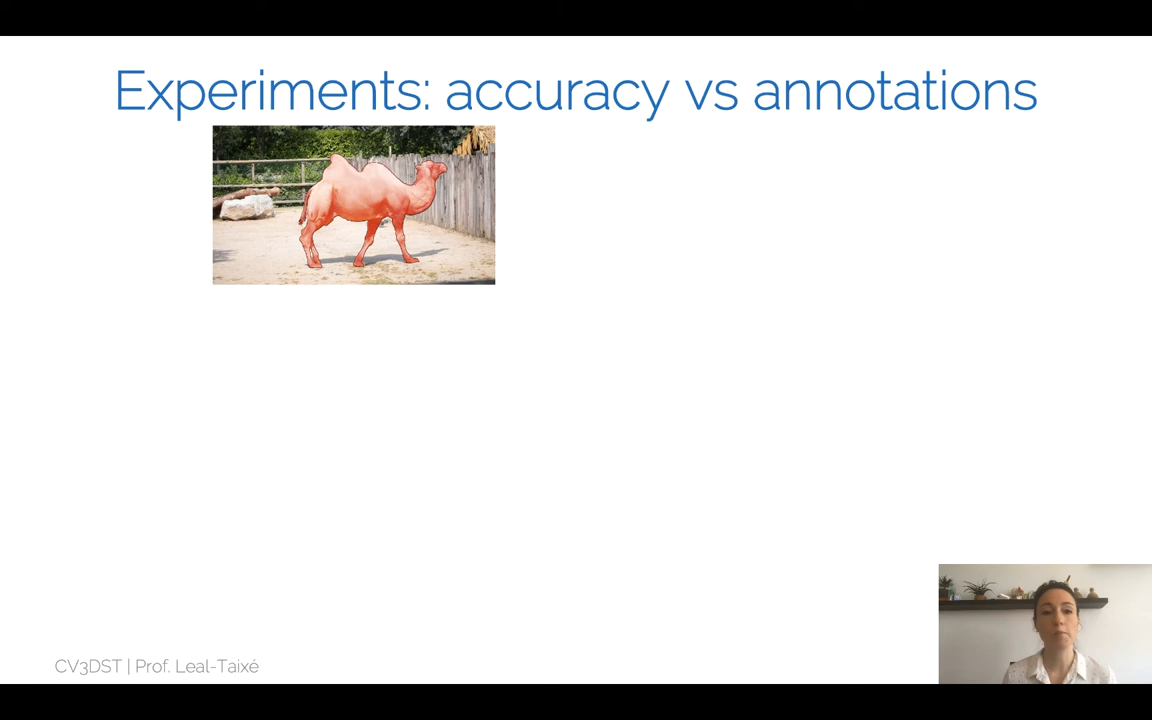 Experiments: accuracy vs annotations
CV3DST | Prof. Leal-Taixé